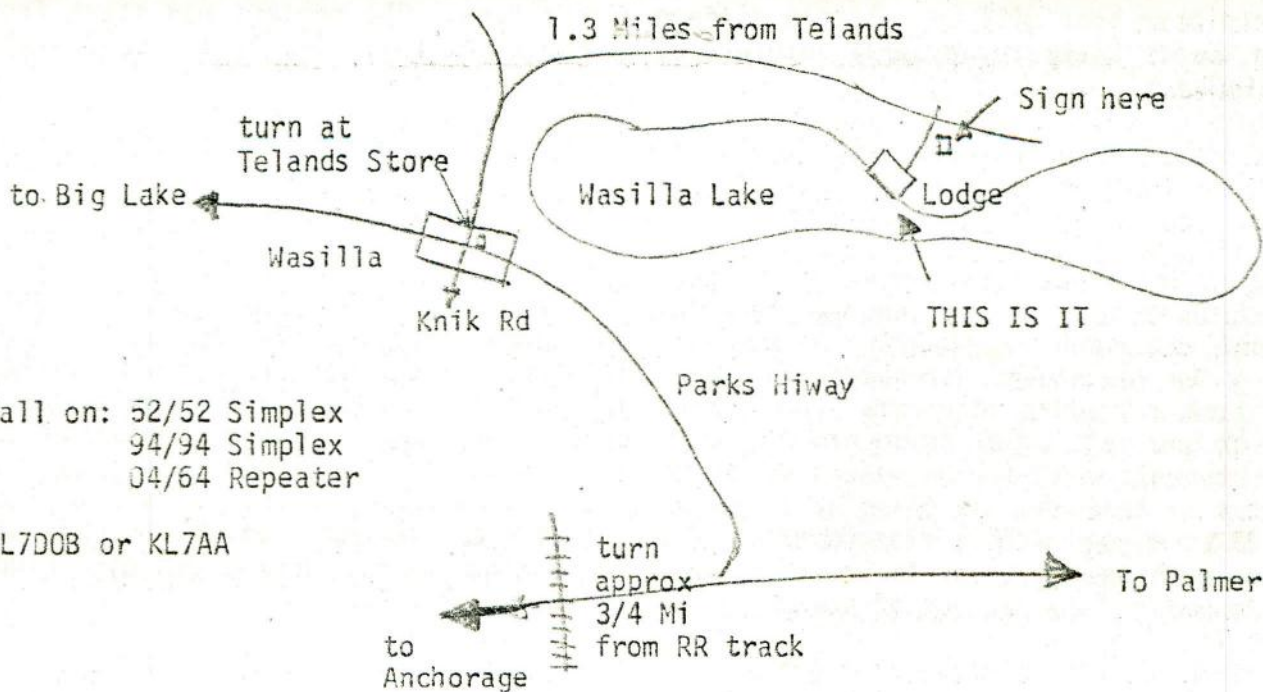 1.3 Miles from Telands
Sign here
turn at
Telands Store
to Big Lake
Wasilla Lake
Lodge
Wasilla
Knik Rd
THIS IS IT
Parks Hiway
all on: 52/52 Simplex
94/94 Simplex
04/64 Repeater
L7DOB or KL7AA
turn
approx
3/4 Mi
from RR track
To Palmer
to
Anchorage